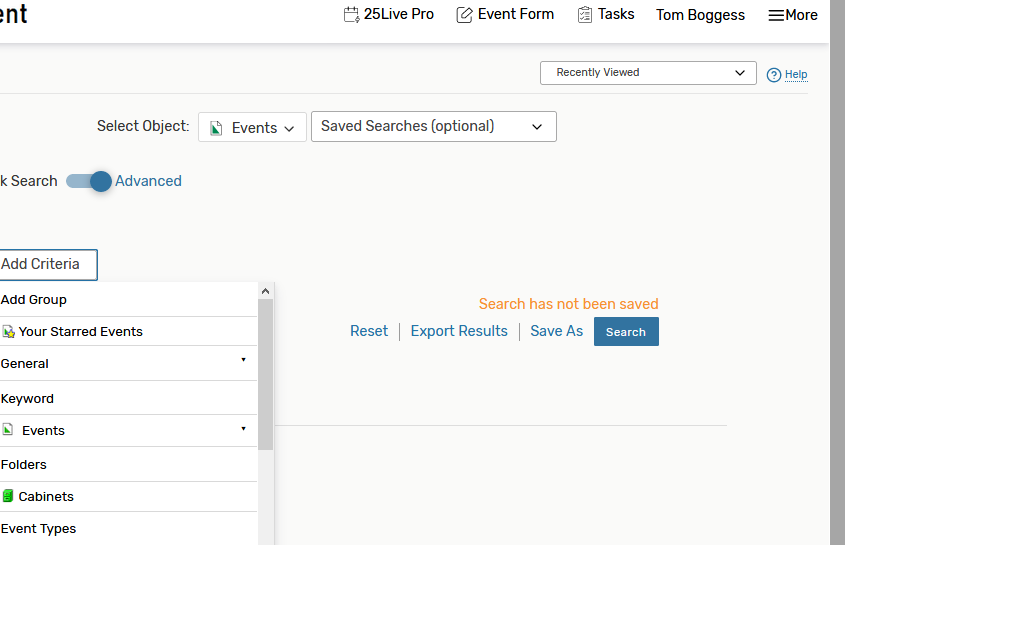 ent
25Live Pro Event Form Tasks Tom Boggess More
Recently Viewed Help
Select Object: Events Saved Searches (optional)
k Search Advanced
Add Criteria
Add Group
Search has not been saved
Your Starred Events
Reset Export Results Save As Search
General
Keyword
Events
Folders
Cabinets
Event Types